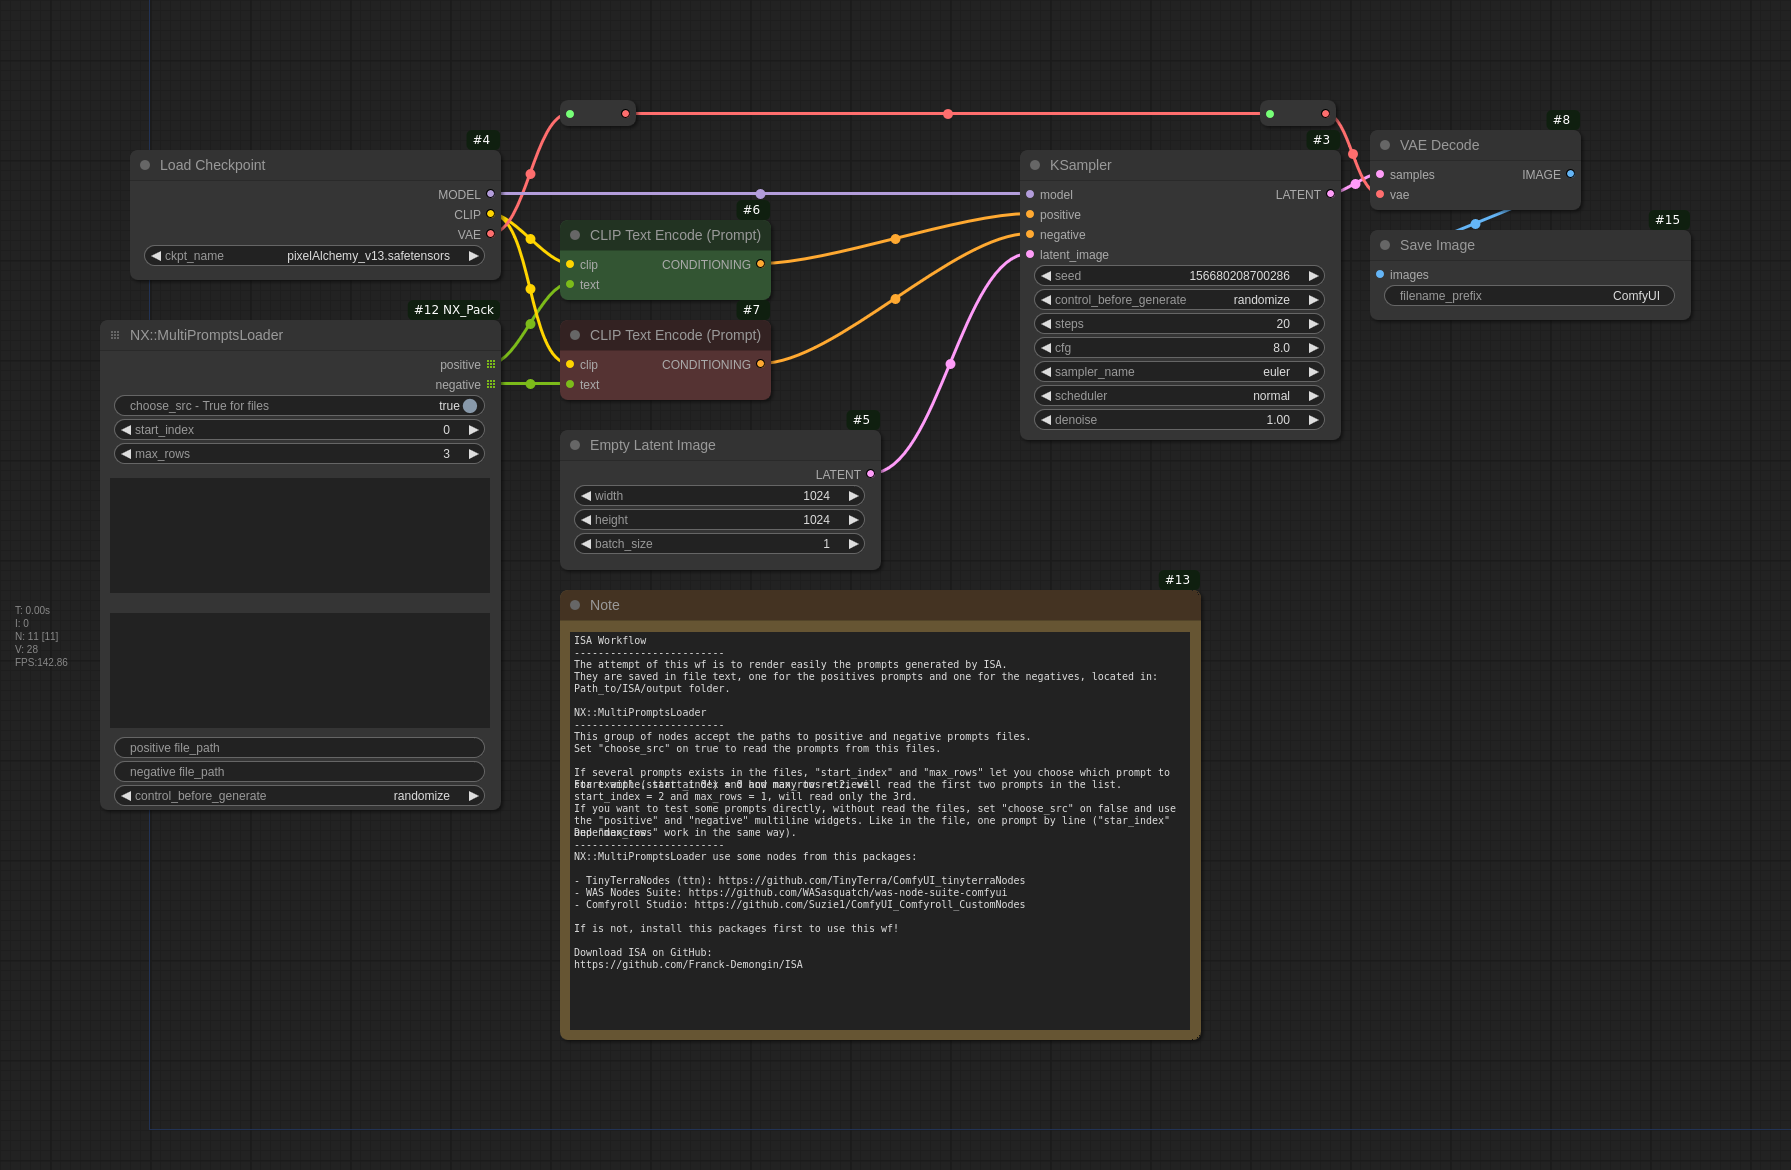 #4
Load Checkpoint
MODEL
CLIP
VAE
ckpt_name pixelAlchemy_v13.safetensors
#12 NX_Pack
NX::MultiPromptsLoader
positive
negative
choose_src - True for files true
start_index 0
max_rows 3
positive file_path
negative file_path
control_before_generate randomize
T: 0.00s
I: 0
N: 11 [11]
V: 28
FPS:142.86
#6
CLIP Text Encode (Prompt)
clip CONDITIONING
text
#7
CLIP Text Encode (Prompt)
clip CONDITIONING
text
#5
Empty Latent Image
LATENT
width 1024
height 1024
batch_size 1
#3
KSampler
model LATENT
positive
negative
latent_image
seed 156680208700286
control_before_generate randomize
steps 20
cfg 8.0
sampler_name euler
scheduler normal
denoise 1.00
#8
VAE Decode
samples IMAGE
vae
#15
Save Image
images
filename_prefix ComfyUI
#13
Note
ISA Workflow
-------------------------
The attempt of this wf is to render easily the prompts generated by ISA.
They are saved in file text, one for the positives prompts and one for the negatives, located in:
Path_to/ISA/output folder.
NX::MultiPromptsLoader
-------------------------
This group of nodes accept the paths to positive and negative prompts files.
Set "choose_src" on true to read the prompts from this files.
If several prompts exists in the files, "start_index" and "max_rows" let you choose which prompt to
will read the first two prompts in the list.
start_index = 2 and max_rows = 1, will read only the 3rd.
If you want to test some prompts directly, without read the files, set "choose_src" on false and use
the "positive" and "negative" multiline widgets. Like in the file, one prompt by line ("star_index"
and "max_rows" work in the same way).
Dependencies
-------------------------
NX::MultiPromptsLoader use some nodes from this packages:
- TinyTerraNodes (ttn): https://github.com/TinyTerra/ComfyUI_tinyterraNodes
- WAS Nodes Suite: https://github.com/WASasquatch/was-node-suite-comfyui
- Comfyroll Studio: https://github.com/Suzie1/ComfyUI_Comfyroll_CustomNodes
If is not, install this packages first to use this wf!
Download ISA on GitHub:
https://github.com/Franck-Demongin/ISA